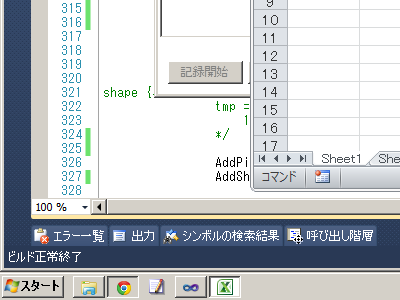 315
316
317
318
319
320
321 shape {
322 tmp =
323 1
324 */
325
326 AddPi
327 AddSh
328
記録開始
9
10
11
12
13
14
15
16
17
Sheet1 She
コマンド
100 %
エラー一覧 出力 シンボルの検索結果 呼び出し階層
ビルド正常終了
スタート